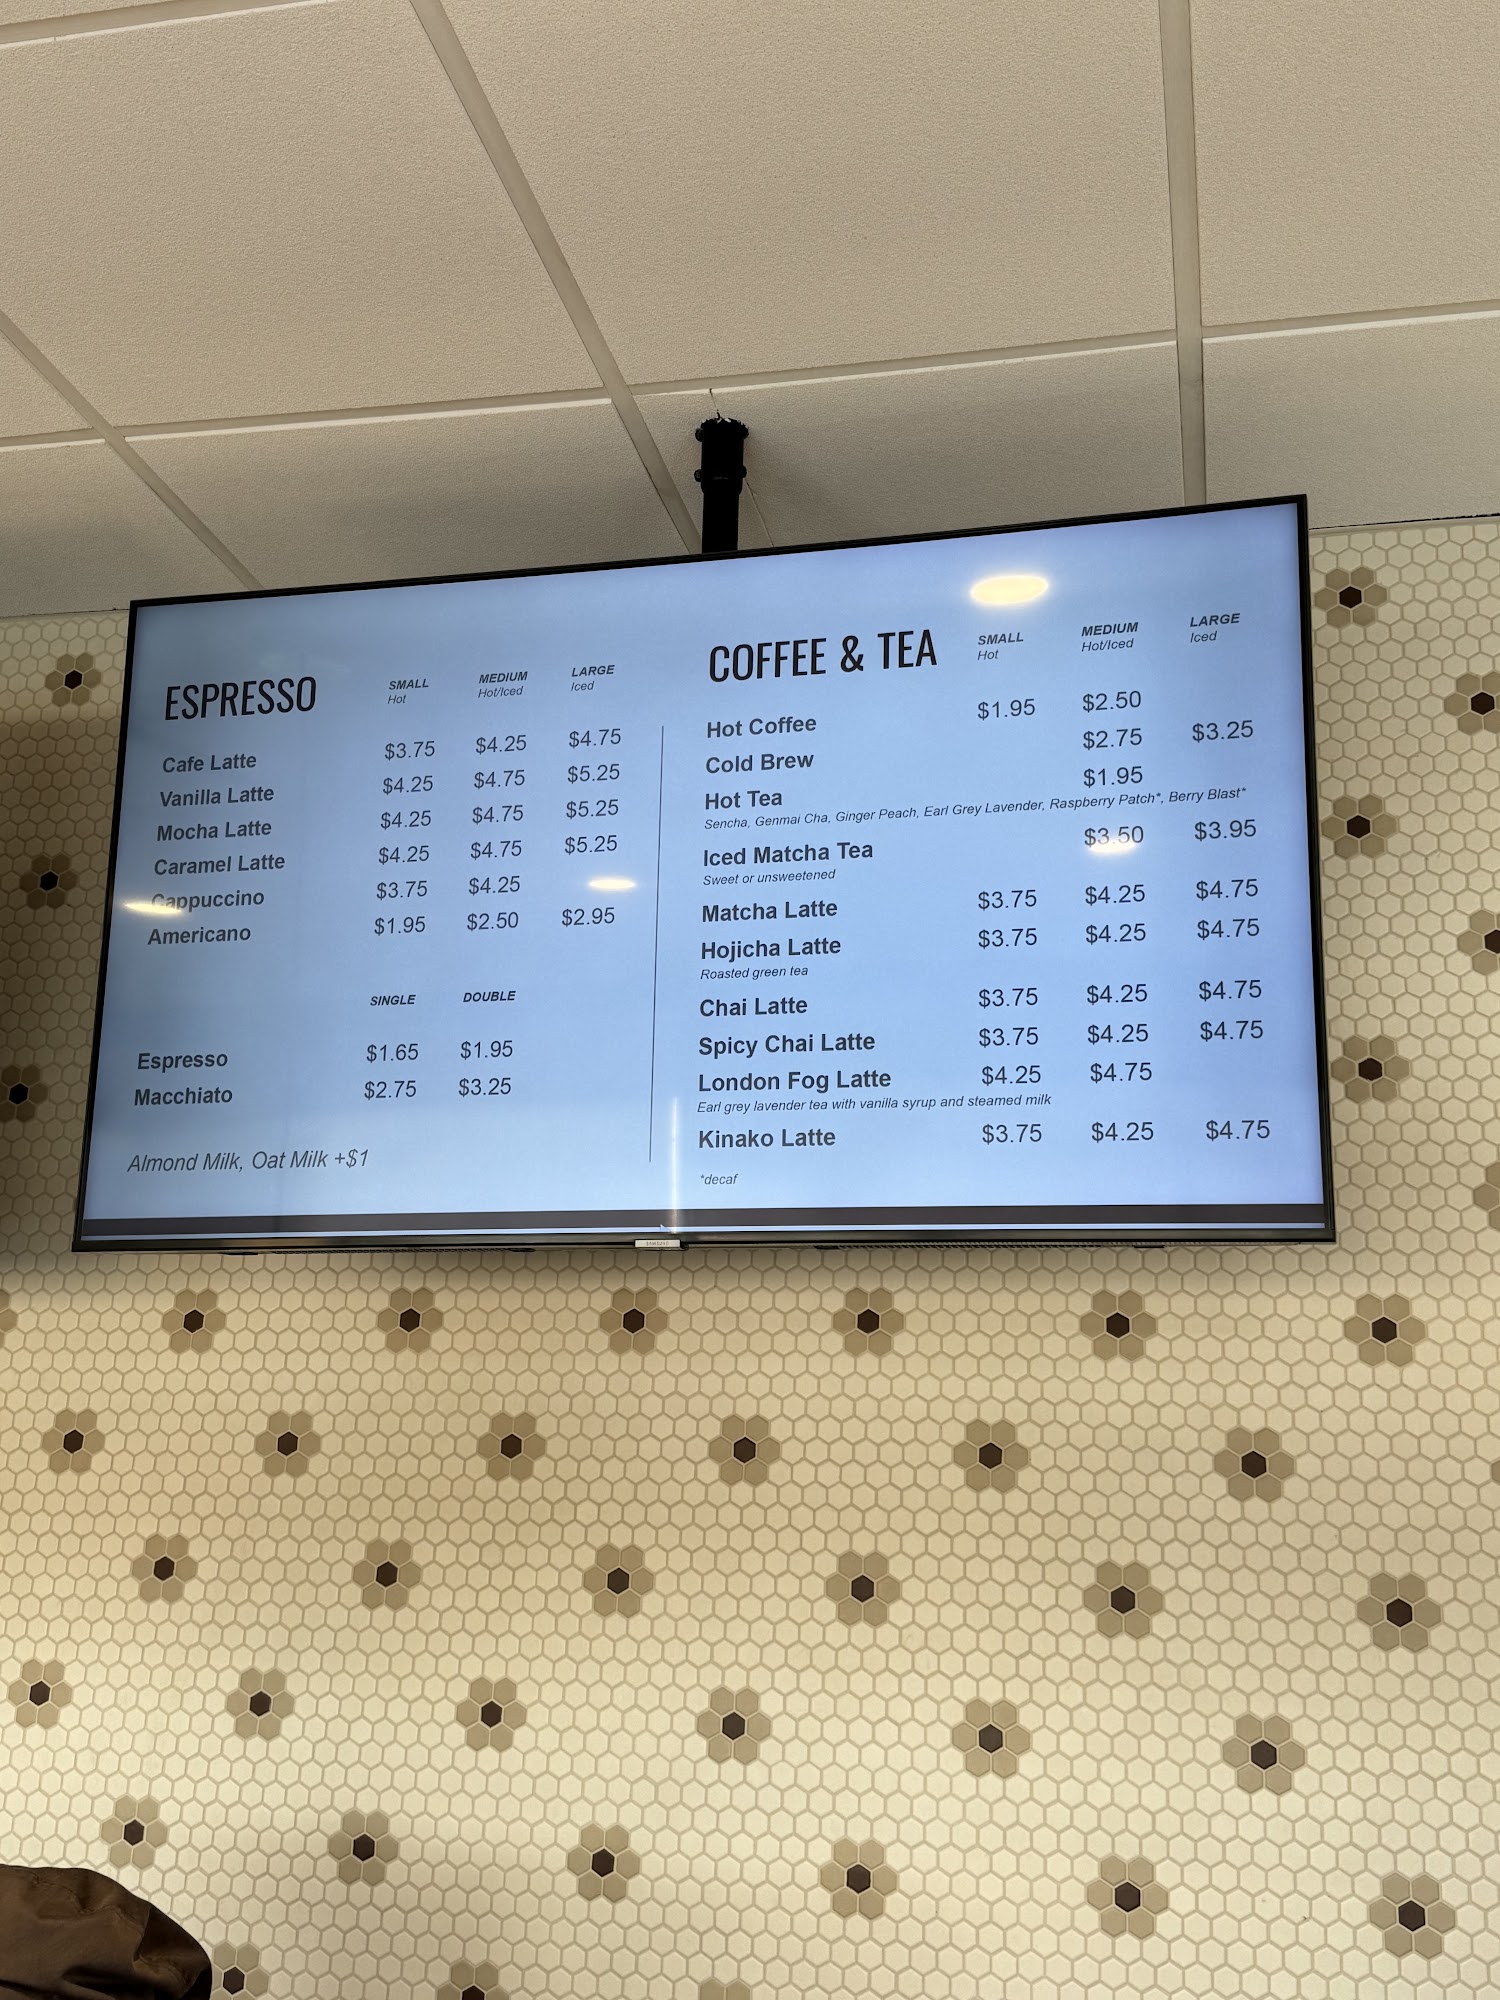 ESPRESSO SMALL MEDIUM LARGE
Hot Hot/Iced Iced
Cafe Latte $3.75 $4.25 $4.75
Vanilla Latte $4.25 $4.75 $5.25
Mocha Latte $4.25 $4.75 $5.25
Caramel Latte $4.25 $4.75 $5.25
Cappuccino $3.75 $4.25
Americano $1.95 $2.50 $2.95
SINGLE DOUBLE
Espresso $1.65 $1.95
Macchiato $2.75 $3.25
Almond Milk, Oat Milk +$1
COFFEE & TEA SMALL MEDIUM LARGE
Hot Hot/Iced Iced
Hot Coffee $1.95 $2.50
Cold Brew $2.75 $3.25
Hot Tea $1.95
Sencha, Genmai Cha, Ginger Peach, Earl Grey Lavender, Raspberry Patch*, Berry Blast*
Iced Matcha Tea $3.50 $3.95
Sweet or unsweetened
Matcha Latte $3.75 $4.25 $4.75
Hojicha Latte $3.75 $4.25 $4.75
Roasted green tea
Chai Latte $3.75 $4.25 $4.75
Spicy Chai Latte $3.75 $4.25 $4.75
London Fog Latte $4.25 $4.75
Earl grey lavender tea with vanilla syrup and steamed milk
Kinako Latte $3.75 $4.25 $4.75
*decaf